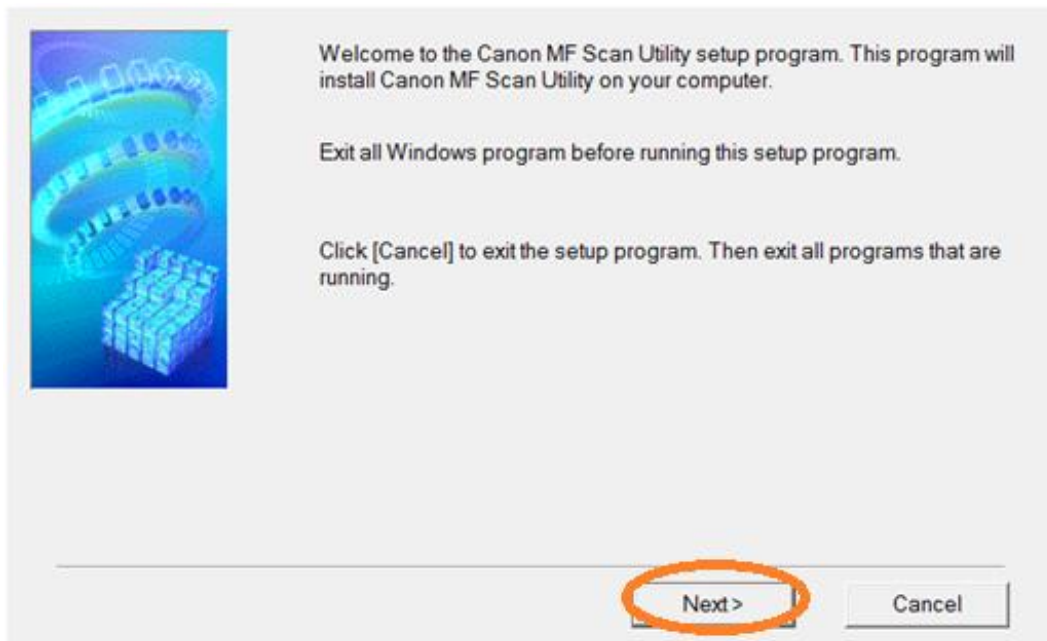 Welcome to the Canon MF Scan Utility setup program. This program will
install Canon MF Scan Utility on your computer.
Exit all Windows program before running this setup program.
Click [Cancel] to exit the setup program. Then exit all programs that are
running.
Next >
Cancel